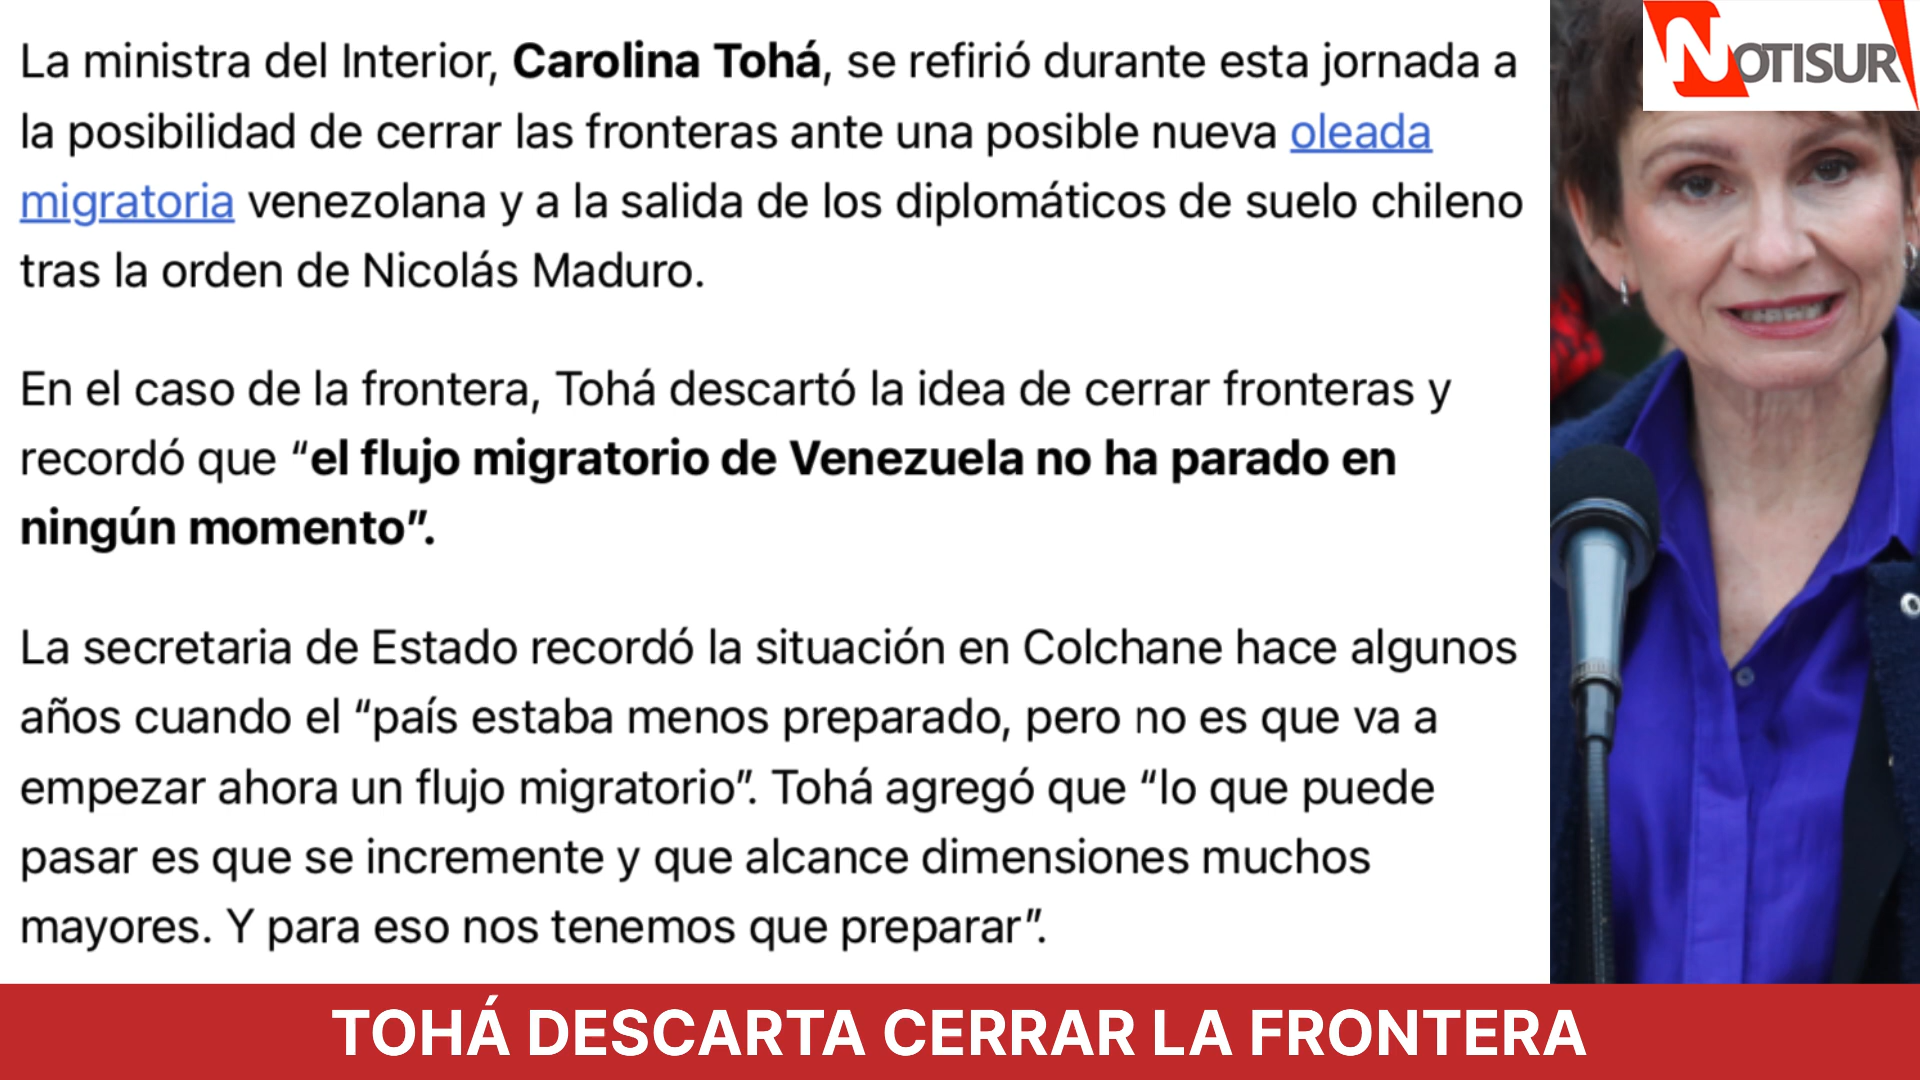 NOTISUR
La ministra del Interior, Carolina Tohá, se refirió durante esta jornada a
la posibilidad de cerrar las fronteras ante una posible nueva oleada
migratoria venezolana y a la salida de los diplomáticos de suelo chileno
tras la orden de Nicolás Maduro.
En el caso de la frontera, Tohá descartó la idea de cerrar fronteras y
recordó que “el flujo migratorio de Venezuela no ha parado en
ningún momento”.
La secretaria de Estado recordó la situación en Colchane hace algunos
años cuando el “país estaba menos preparado, pero no es que va a
empezar ahora un flujo migratorio”. Tohá agregó que “lo que puede
pasar es que se incremente y que alcance dimensiones muchos
mayores. Y para eso nos tenemos que preparar”.
TOHÁ DESCARTA CERRAR LA FRONTERA